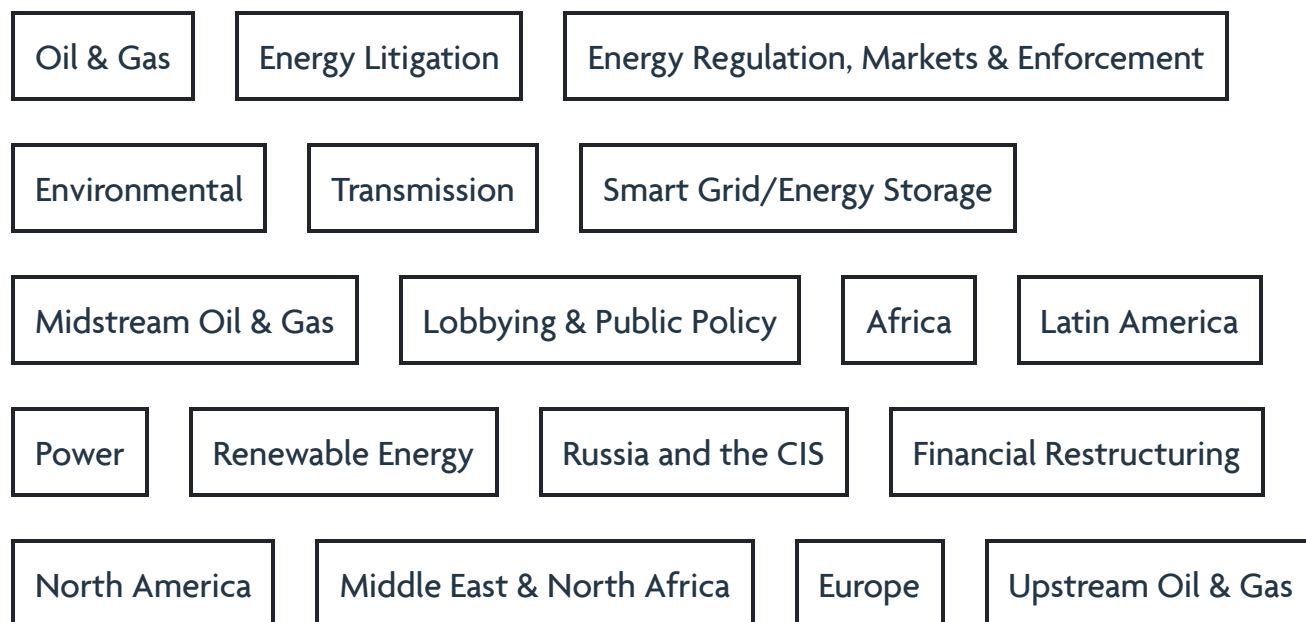 Oil & Gas Energy Litigation Energy Regulation, Markets & Enforcement
Environmental Transmission Smart Grid/Energy Storage
Midstream Oil & Gas Lobbying & Public Policy Africa Latin America
Power Renewable Energy Russia and the CIS Financial Restructuring
North America Middle East & North Africa Europe Upstream Oil & Gas